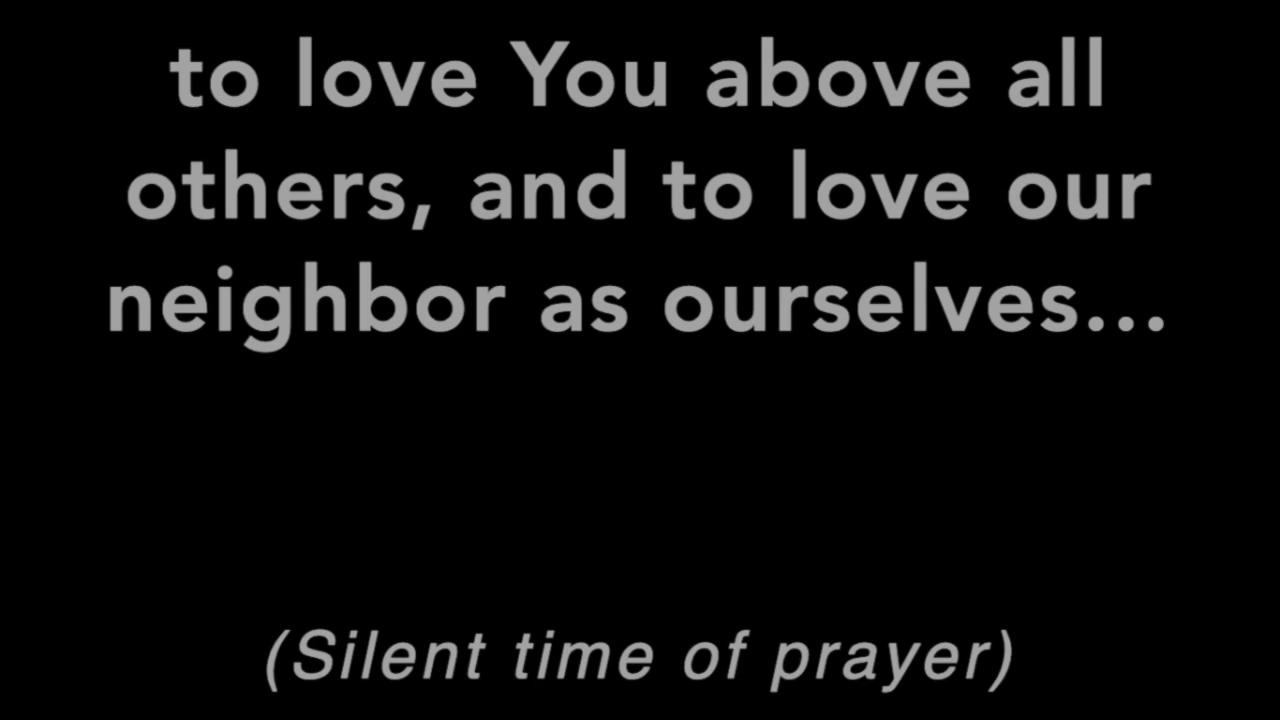 to love You above all
others, and to love our
neighbor as ourselves...
(Silent time of prayer)